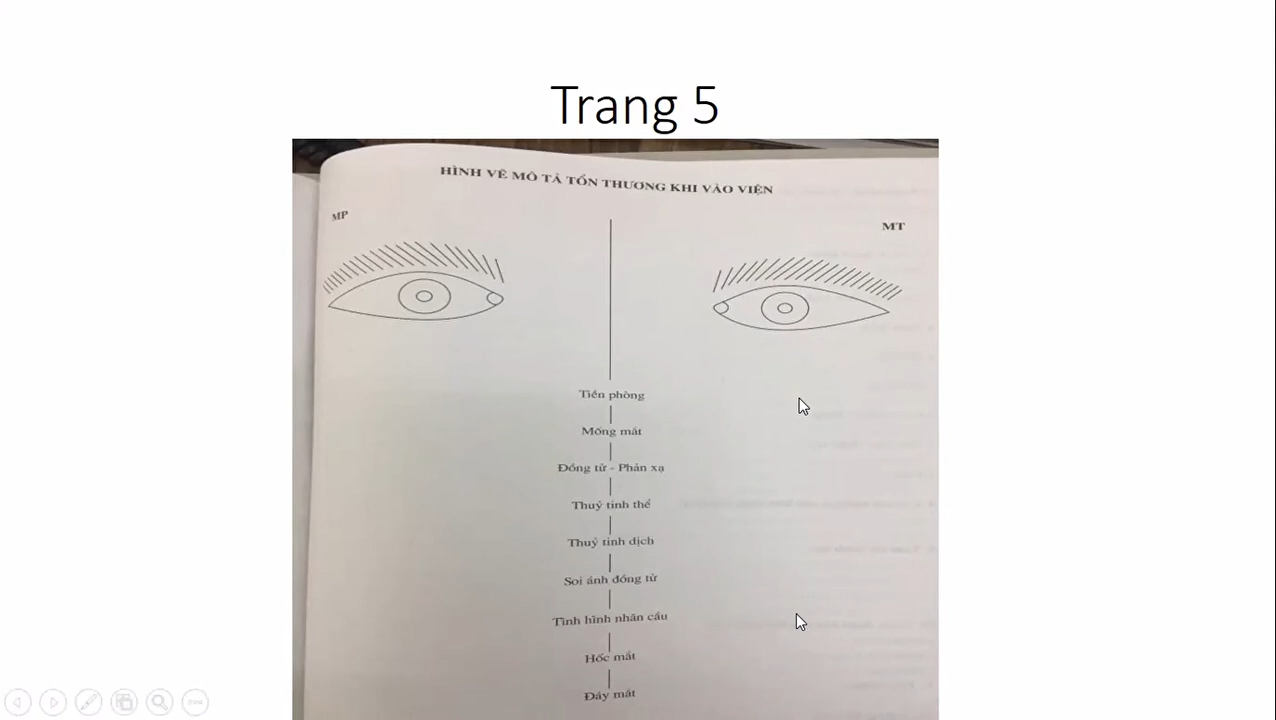 Trang 5
HÌNH VẼ MÔ TẢ TỔN THƯƠNG KHI VÀO VIỆN
MP
MT
Tiền phòng
Mống mắt
Đồng tử - Phản xạ
Thuỷ tinh thể
Thuỷ tinh dịch
Soi ánh đồng tử
Tình hình nhãn cầu
Hốc mắt
Đáy mắt